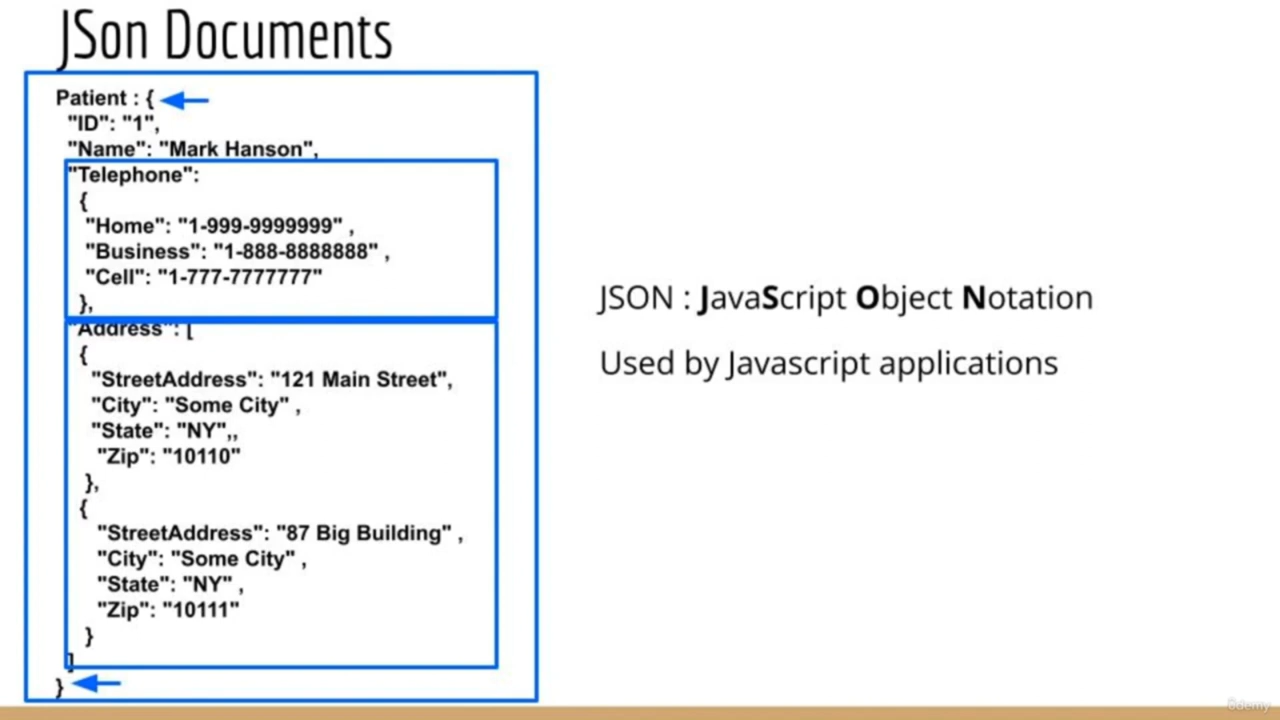 JSon Documents
Patient : {
"ID": "1",
"Name": "Mark Hanson",
"Telephone":
{
"Home": "1-999-9999999" ,
"Business": "1-888-8888888" ,
"Cell": "1-777-7777777"
},
"Address": [
{
"StreetAddress": "121 Main Street",
"City": "Some City" ,
"State": "NY",,
"Zip": "10110"
},
{
"StreetAddress": "87 Big Building" ,
"City": "Some City" ,
"State": "NY" ,
"Zip": "10111"
}
]
}
JSON : JavaScript Object Notation
Used by Javascript applications
ûdemy